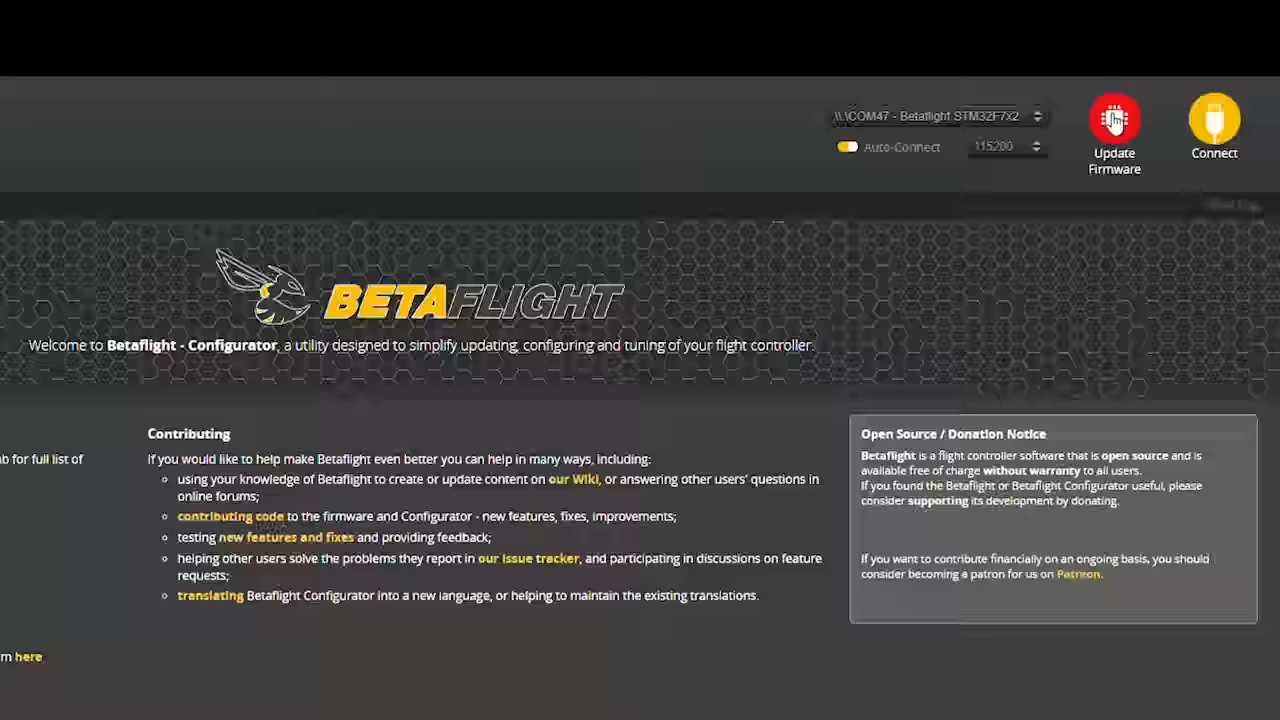 \\.\COM47 - Betaflight STM32F7x2
Auto-Connect 115200
Update
Firmware
Connect
BETAFLIGHT
Welcome to Betaflight - Configurator, a utility designed to simplify updating, configuring and tuning of your flight controller.
b for full list of
Contributing
If you would like to help make Betaflight even better you can help in many ways, including:
using your knowledge of Betaflight to create or update content on our Wiki, or answering other users' questions in
online forums;
contributing code to the firmware and Configurator - new features, fixes, improvements;
testing new features and fixes and providing feedback;
helping other users solve the problems they report in our issue tracker, and participating in discussions on feature
requests;
translating Betaflight Configurator into a new language, or helping to maintain the existing translations.
m here
Open Source / Donation Notice
Betaflight is a flight controller software that is open source and is
available free of charge without warranty to all users.
If you found the Betaflight or Betaflight Configurator useful, please
consider supporting its development by donating.
If you want to contribute financially on an ongoing basis, you should
consider becoming a patron for us on Patreon.